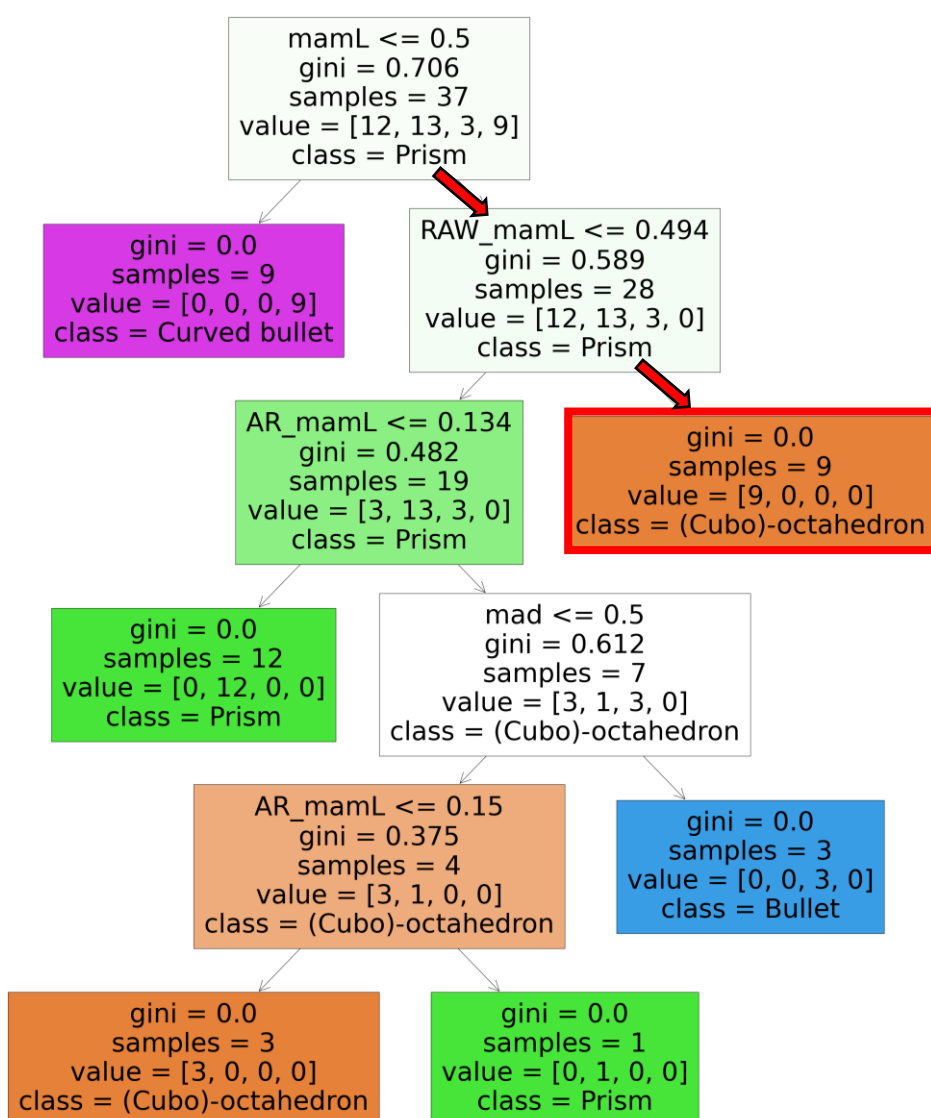 mamL <= 0.5
gini = 0.706
samples = 37
value = [12, 13, 3, 9]
class = Prism
gini = 0.0
samples = 9
value = [0, 0, 0, 9]
class = Curved bullet
RAW_mamL <= 0.494
gini = 0.589
samples = 28
value = [12, 13, 3, 0]
class = Prism
AR_mamL <= 0.134
gini = 0.482
samples = 19
value = [3, 13, 3, 0]
class = Prism
gini = 0.0
samples = 9
value = [9, 0, 0, 0]
class = (Cubo)-octahedron
gini = 0.0
samples = 12
value = [0, 12, 0, 0]
class = Prism
mad <= 0.5
gini = 0.612
samples = 7
value = [3, 1, 3, 0]
class = (Cubo)-octahedron
AR_mamL <= 0.15
gini = 0.375
samples = 4
value = [3, 1, 0, 0]
class = (Cubo)-octahedron
gini = 0.0
samples = 3
value = [0, 0, 3, 0]
class = Bullet
gini = 0.0
samples = 3
value = [3, 0, 0, 0]
class = (Cubo)-octahedron
gini = 0.0
samples = 1
value = [0, 1, 0, 0]
class = Prism